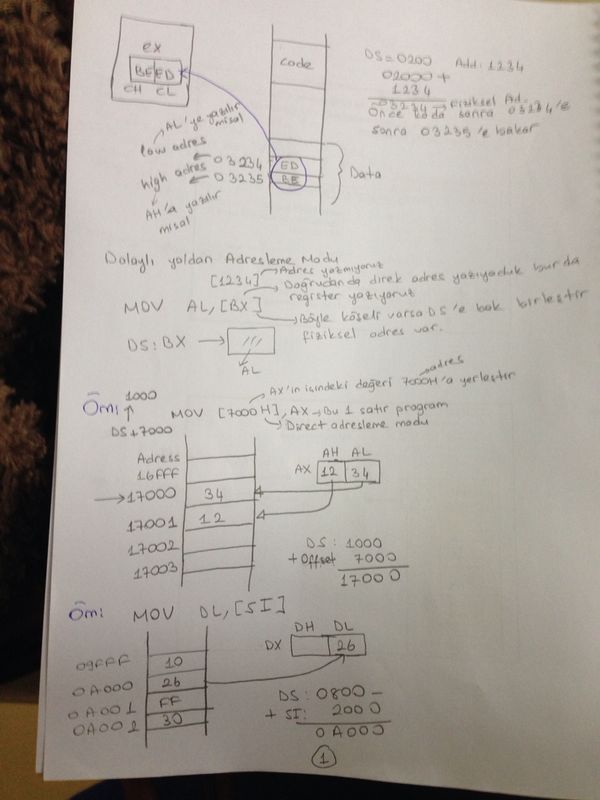 CX
BE ED
CH CL
code
DS=0200 Add: 1234
02000 +
1234
03234 → Fiziksel Ad.
Önce koda sonra 03234'e
sonra 03235'e bakar
AL'ye yazılır
misal
low adres
high adres
03234 ED
03235 BE
Data
AH'a yazılır
misal
Dolaylı yoldan Adresleme Modu
[1234] Adres yazmıyoruz
Doğrudan da direk adres yazıyoduk burda
register yazıyoruz
MOV AL, [BX]
Böyle köşeli varsa DS'e bak birleştir
fiziksel adres var.
DS:BX
AL
Örn: 1000
DS+7000
adres
AX'in içindeki değeri 7000H'a yerleştir
MOV [7000H], AX → Bu 1 satır program
Direct adresleme modu
Adress
16FFF
17000 34
17001 12
17002
17003
AH AL
AX 12 34
DS: 1000
+ Offset 7000
17000
Örn: MOV DL, [SI]
DH DL
DX 26
09FFF 10
0A000 26
0A001 FF
0A002 30
DS: 0800 –
+ SI: 2000
0A000
1